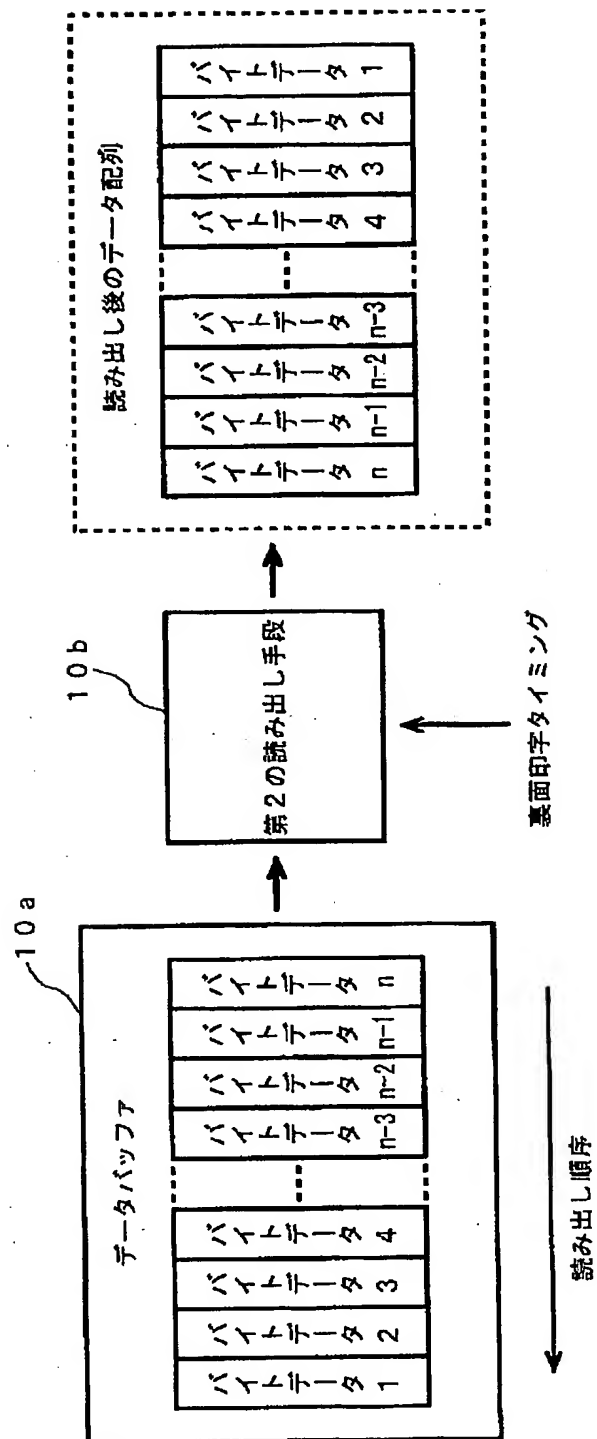 10a
データバッファ
バイトデータ 1
バイトデータ 2
バイトデータ 3
バイトデータ 4
バイトデータ n-3
バイトデータ n-2
バイトデータ n-1
バイトデータ n
読み出し順序
10b
第2の読み出し手段
裏面印字タイミング
読み出し後のデータ配列
バイトデータ n
バイトデータ n-1
バイトデータ n-2
バイトデータ n-3
バイトデータ 4
バイトデータ 3
バイトデータ 2
バイトデータ 1